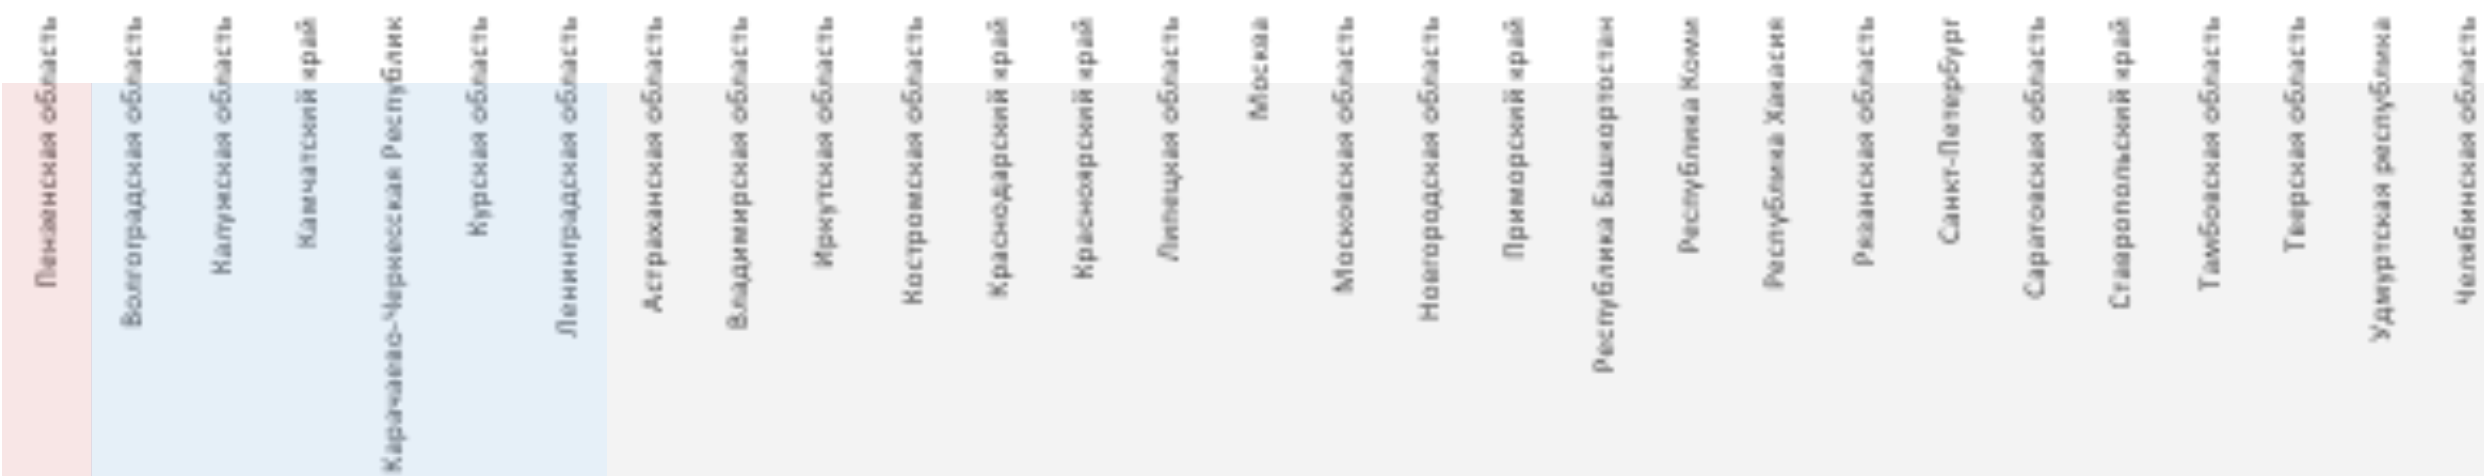 Пензенская область
Волгоградская область
Калужская область
Камчатский край
Карачаево-Черкесская Республик
Курская область
Ленинградская область
Астраханская область
Владимирская область
Иркутская область
Костромская область
Краснодарский край
Красноярский край
Липецкая область
Москва
Московская область
Новгородская область
Приморский край
Республика Башкортостан
Республика Коми
Республика Хакасия
Рязанская область
Санкт-Петербург
Саратовская область
Ставропольский край
Тамбовская область
Тверская область
Удмуртская республика
Челябинская область